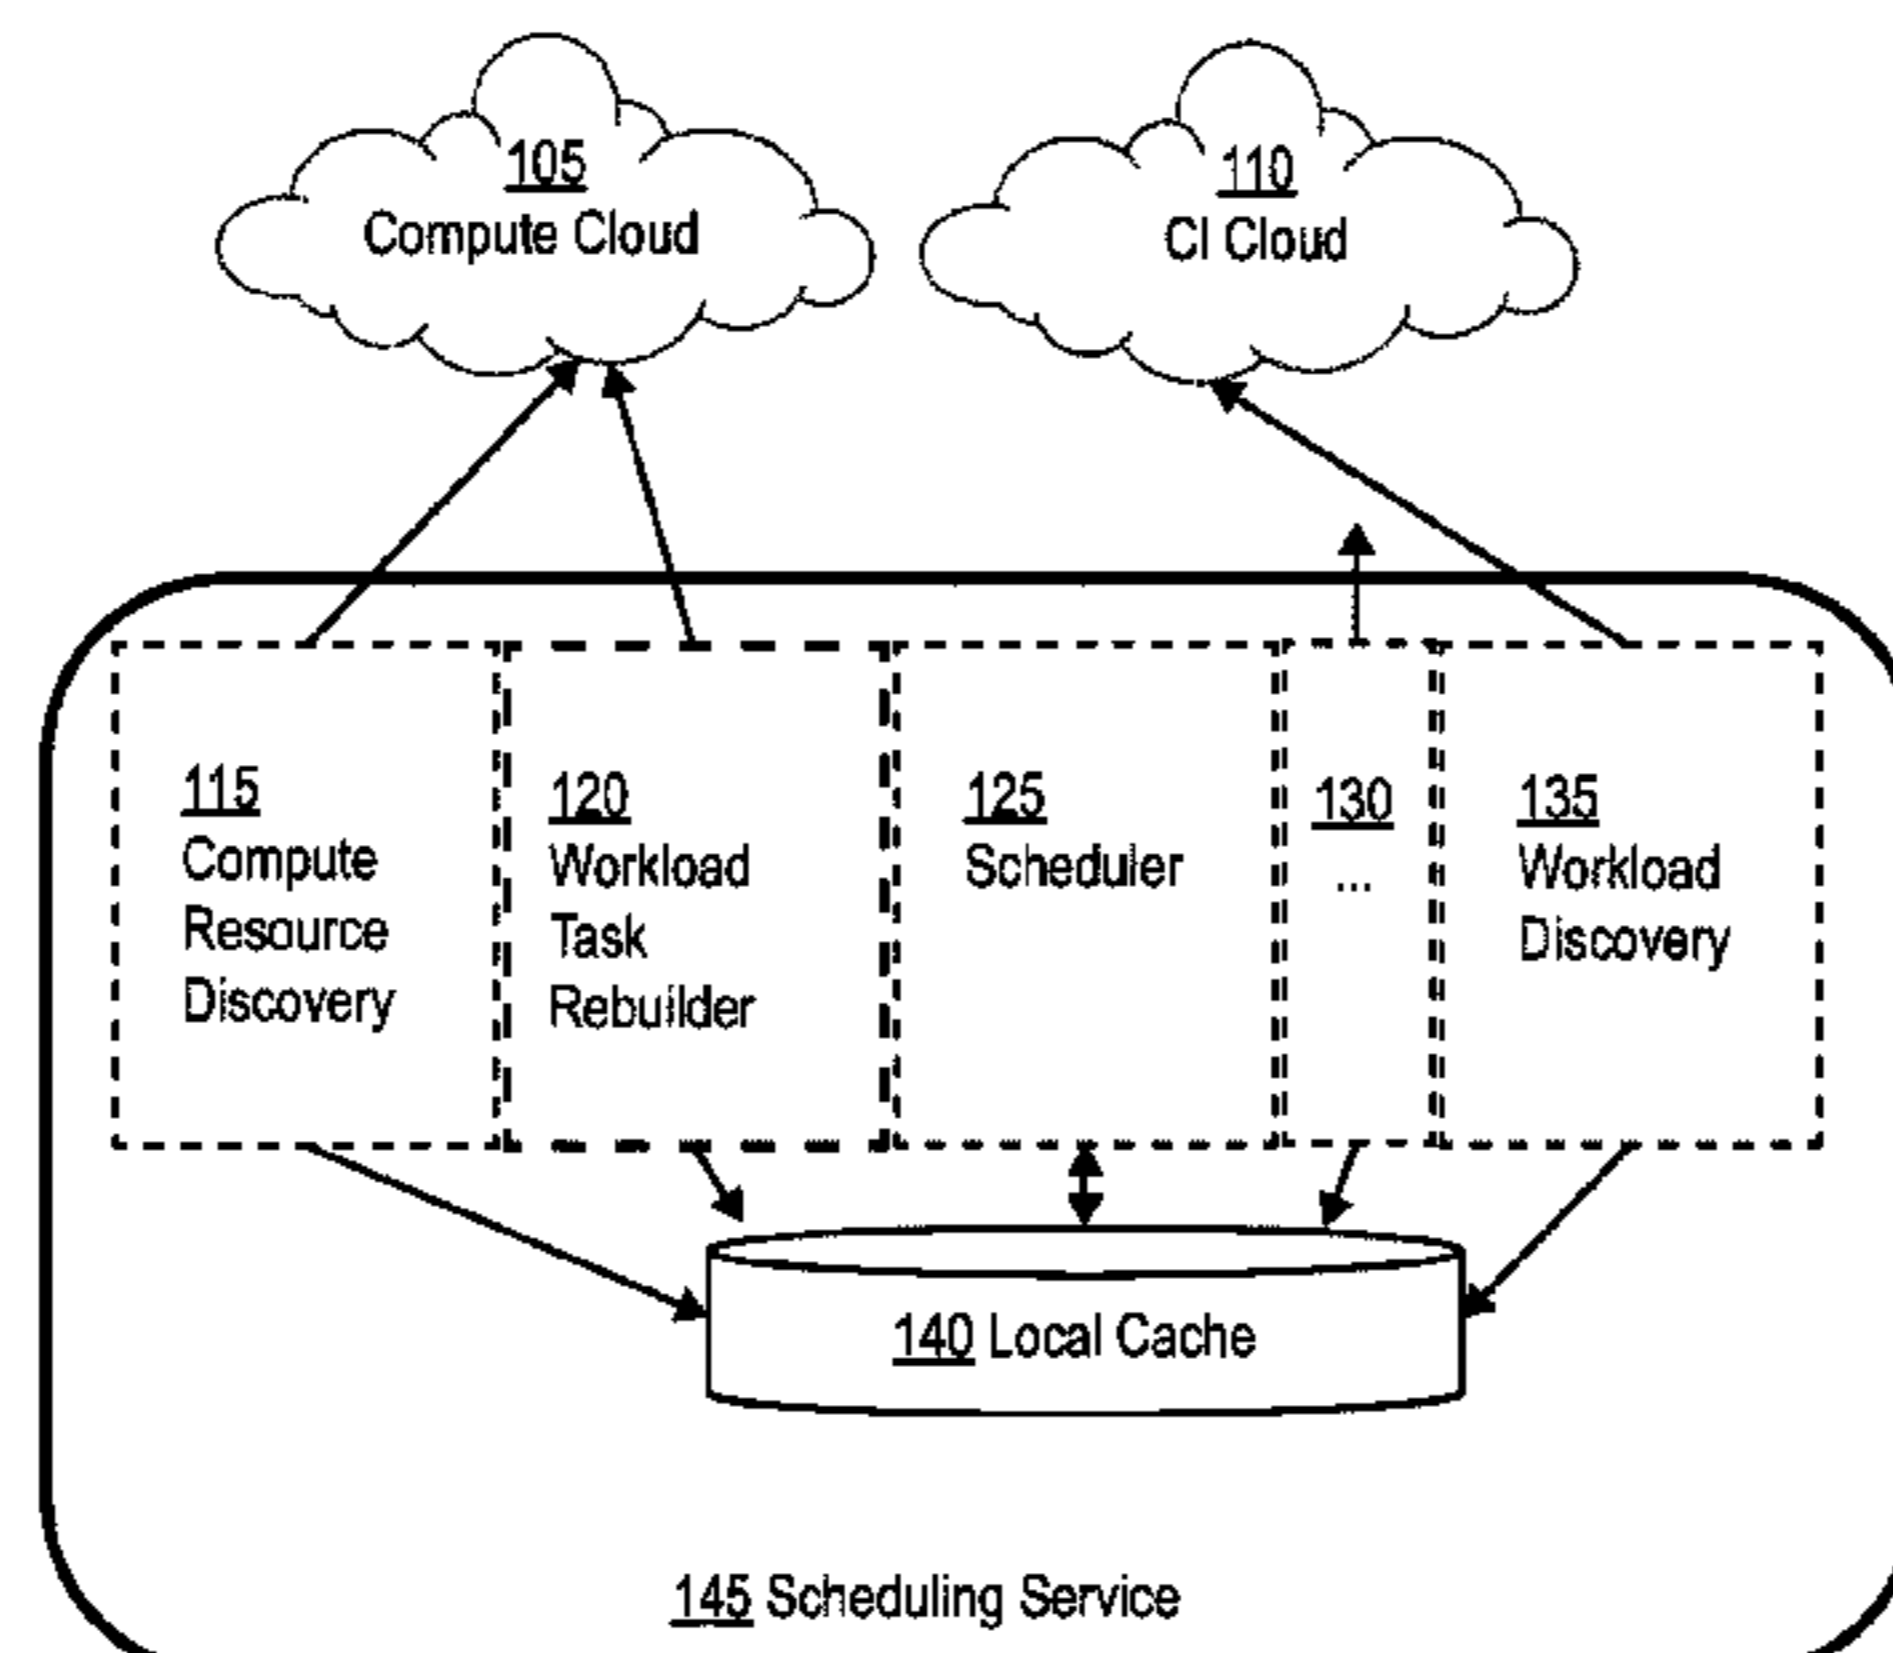 105
Compute Cloud
110
CI Cloud
115
Compute
Resource
Discovery
120
Workload
Task
Rebuilder
125
Scheduler
130
...
135
Workload
Discovery
140 Local Cache
145 Scheduling Service